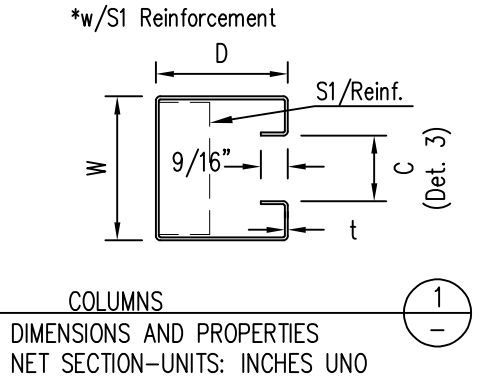 *w/S1 Reinforcement
D
S1/Reinf.
W
9/16"
C
(Det. 3)
t
COLUMNS
1
–
DIMENSIONS AND PROPERTIES
NET SECTION–UNITS: INCHES UNO